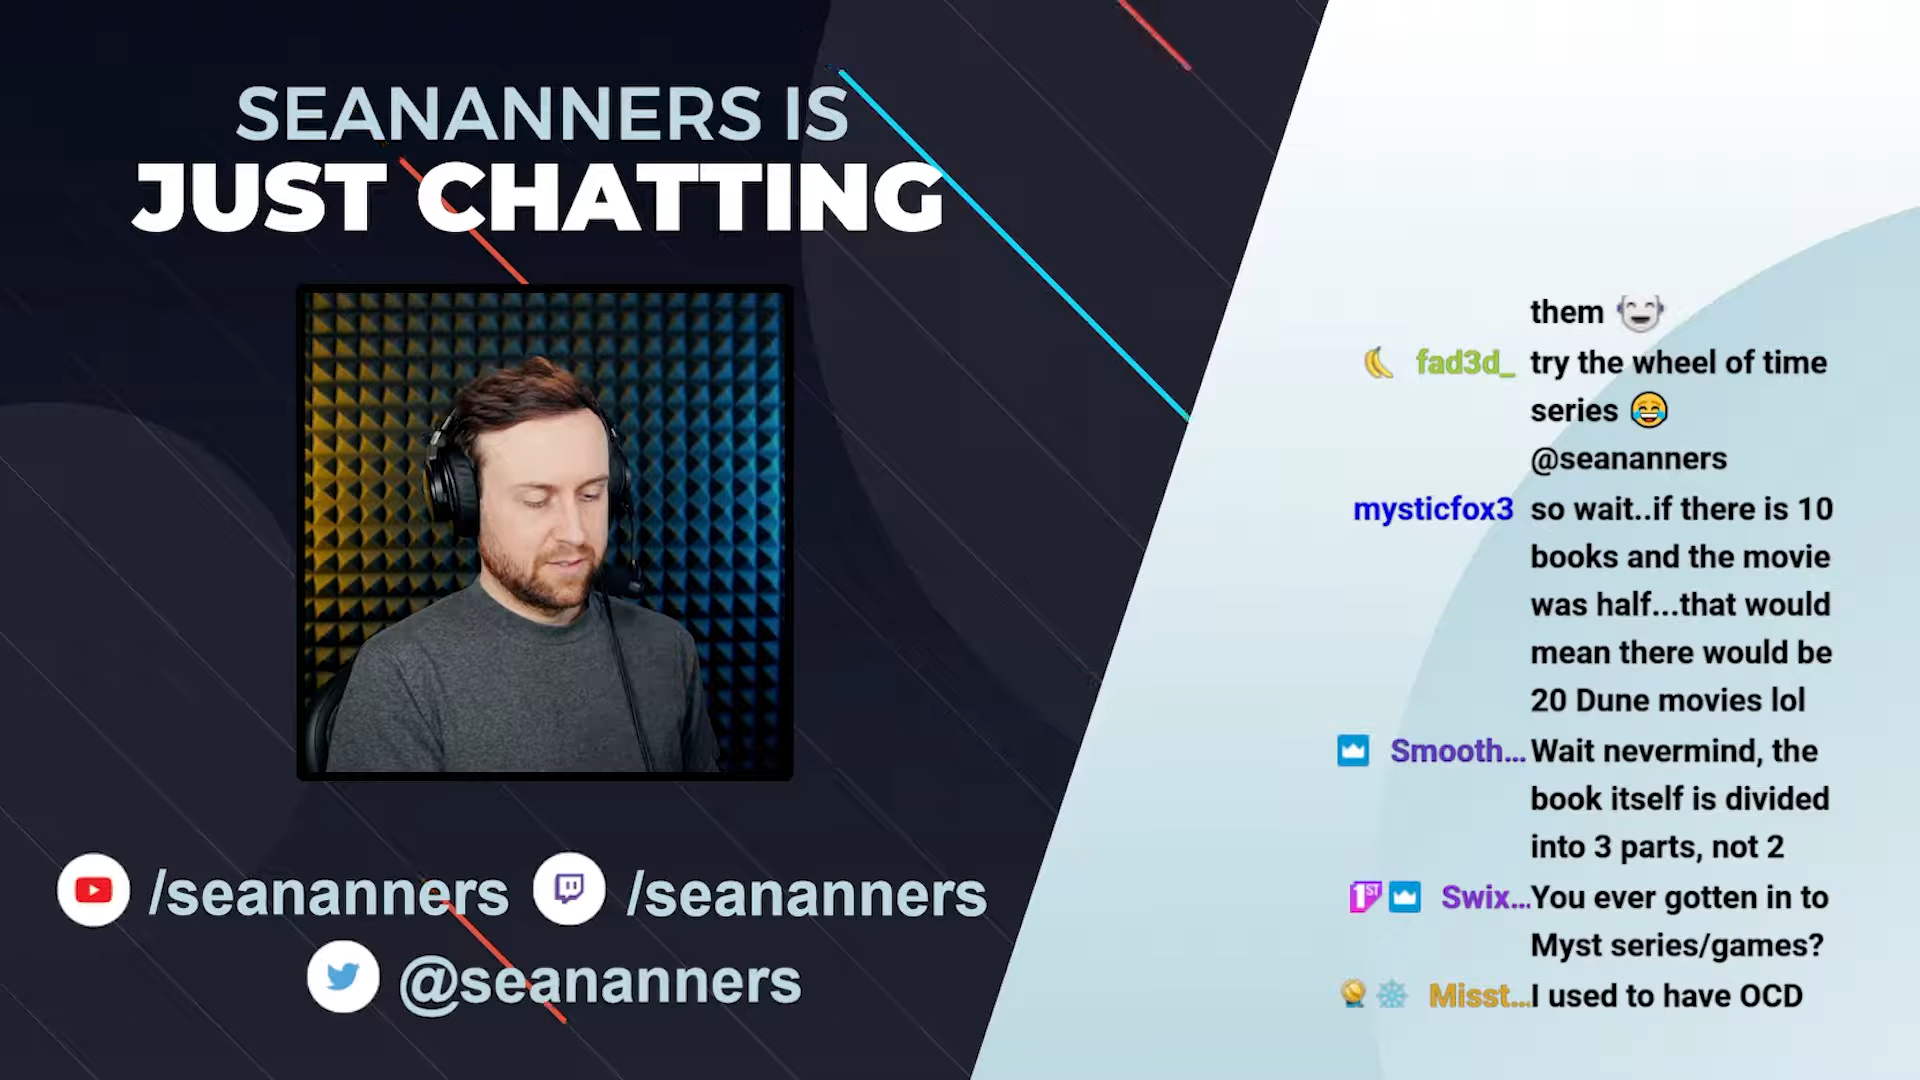 SEANANNERS IS
JUST CHATTING
/seananners
/seananners
@seananners
them
fad3d_ try the wheel of time
series
@seananners
mysticfox3 so wait..if there is 10
books and the movie
was half...that would
mean there would be
20 Dune movies lol
Smooth... Wait nevermind, the
book itself is divided
into 3 parts, not 2
1ST Swix... You ever gotten in to
Myst series/games?
Misst... I used to have OCD